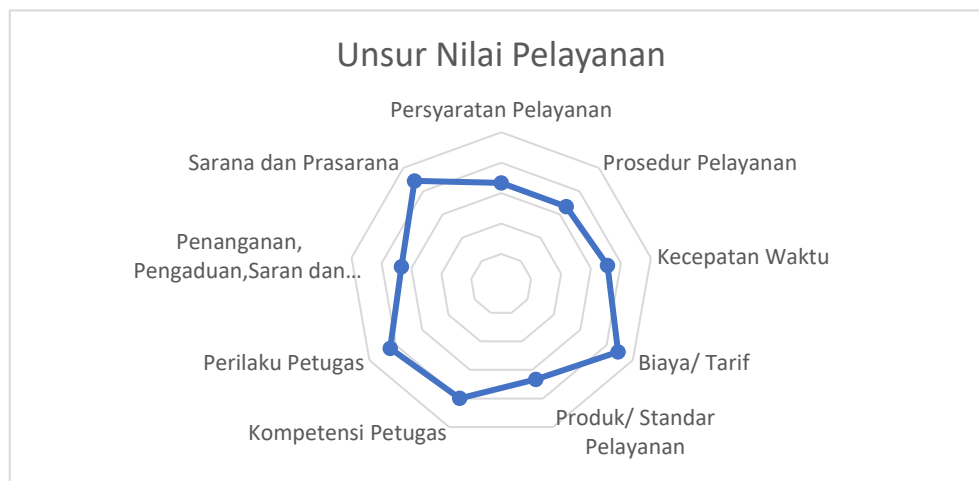 Unsur Nilai Pelayanan
Persyaratan Pelayanan
Prosedur Pelayanan
Kecepatan Waktu
Biaya/ Tarif
Produk/ Standar
Pelayanan
Kompetensi Petugas
Perilaku Petugas
Penanganan,
Pengaduan,Saran dan…
Sarana dan Prasarana